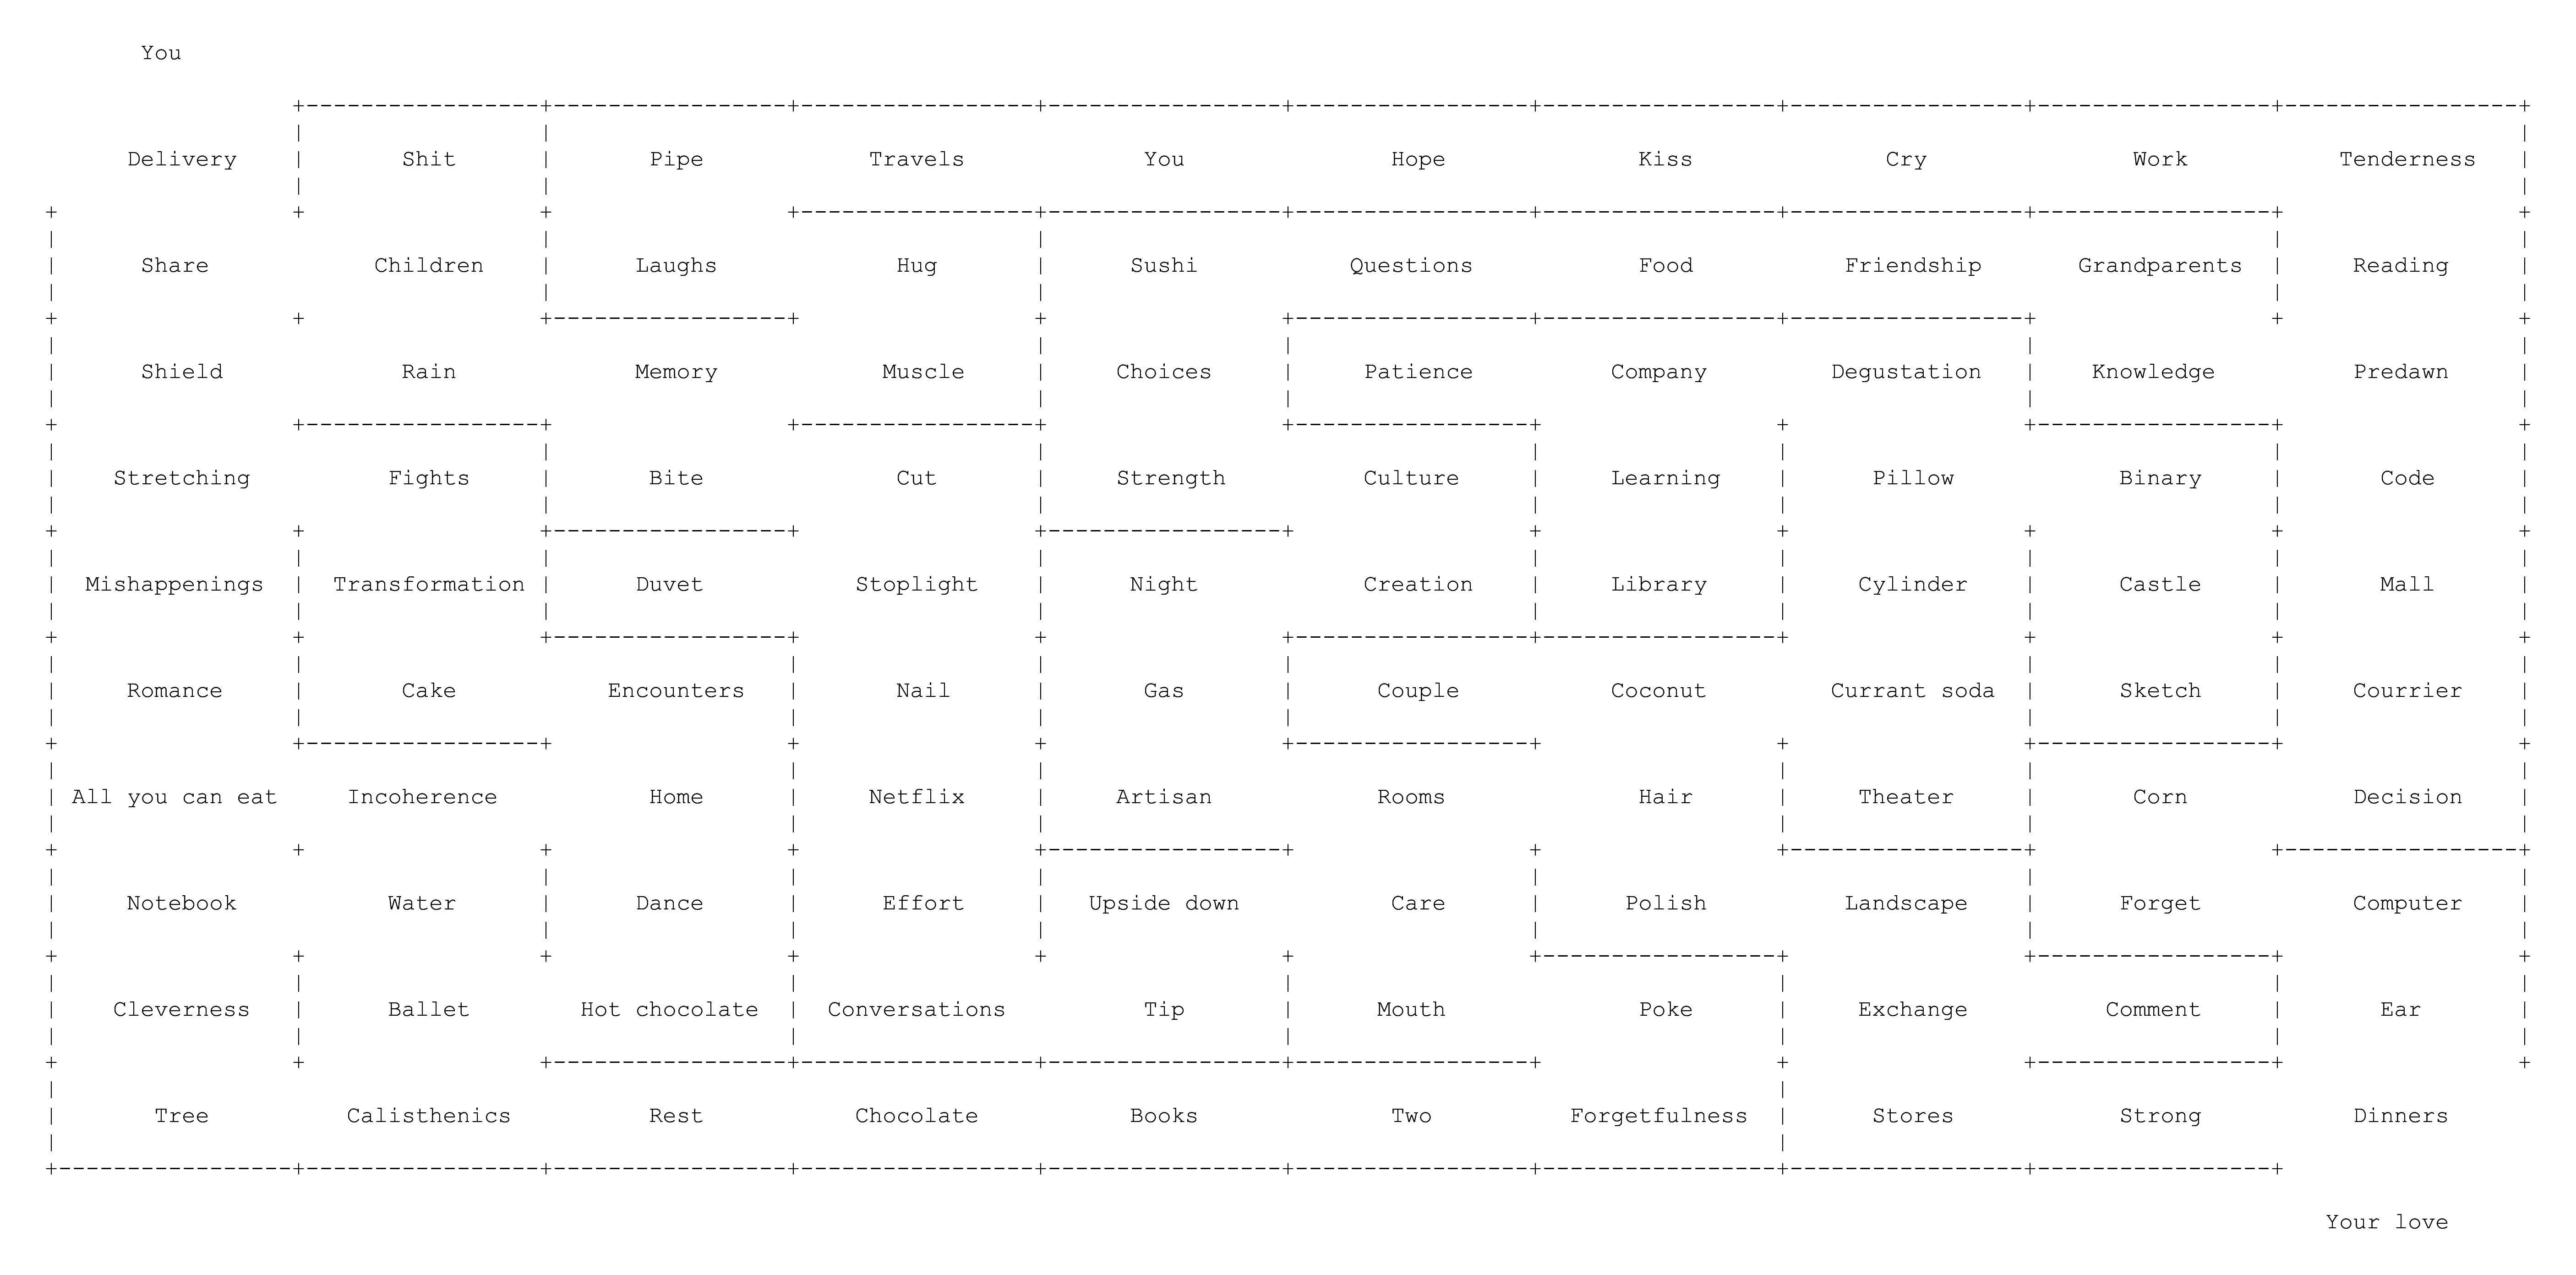 You
Delivery Shit Pipe Travels You Hope Kiss Cry Work Tenderness
Share Children Laughs Hug Sushi Questions Food Friendship Grandparents Reading
Shield Rain Memory Muscle Choices Patience Company Degustation Knowledge Predawn
Stretching Fights Bite Cut Strength Culture Learning Pillow Binary Code
Mishappenings Transformation Duvet Stoplight Night Creation Library Cylinder Castle Mall
Romance Cake Encounters Nail Gas Couple Coconut Currant soda Sketch Courrier
All you can eat Incoherence Home Netflix Artisan Rooms Hair Theater Corn Decision
Notebook Water Dance Effort Upside down Care Polish Landscape Forget Computer
Cleverness Ballet Hot chocolate Conversations Tip Mouth Poke Exchange Comment Ear
Tree Calisthenics Rest Chocolate Books Two Forgetfulness Stores Strong Dinners
Your love